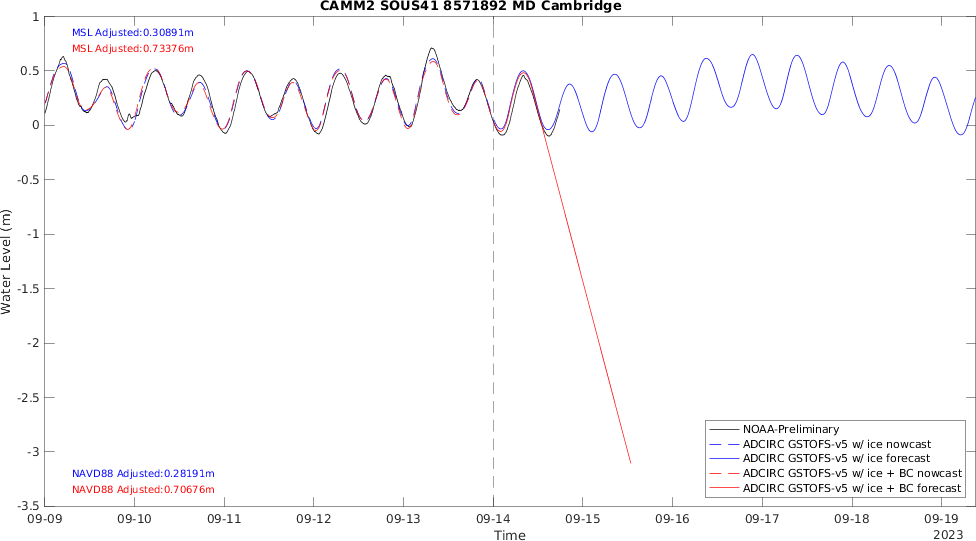 CAMM2 SOUS41 8571892 MD Cambridge
MSL Adjusted:0.30891m
MSL Adjusted:0.73376m
1
0.5
0
-0.5
-1
-1.5
-2
-2.5
-3
-3.5
Water Level (m)
NAVD88 Adjusted:0.28191m
NAVD88 Adjusted:0.70676m
NOAA-Preliminary
ADCIRC GSTOFS-v5 w/ ice nowcast
ADCIRC GSTOFS-v5 w/ ice forecast
ADCIRC GSTOFS-v5 w/ ice + BC nowcast
ADCIRC GSTOFS-v5 w/ ice + BC forecast
09-09 09-10 09-11 09-12 09-13 09-14 09-15 09-16 09-17 09-18 09-19
Time
2023